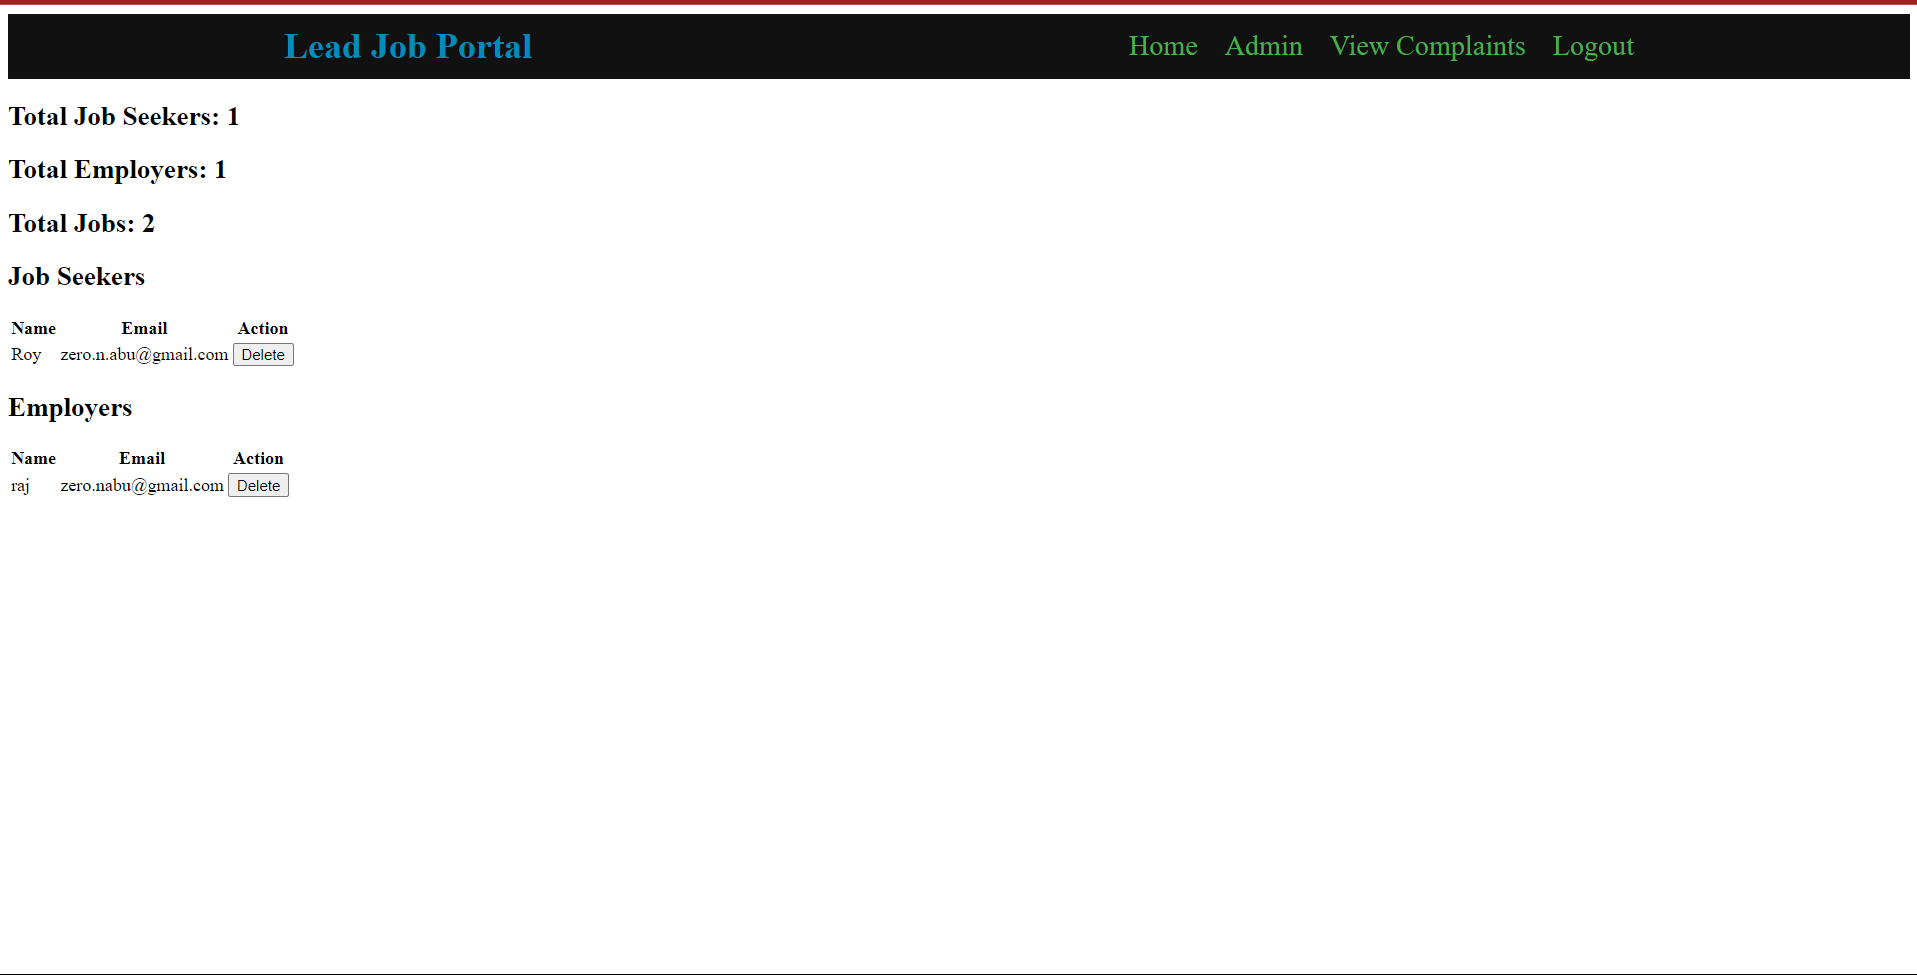 Lead Job Portal Home Admin View Complaints Logout
Total Job Seekers: 1
Total Employers: 1
Total Jobs: 2
Job Seekers
Name Email Action
Roy zero.n.abu@gmail.com Delete
Employers
Name Email Action
raj zero.nabu@gmail.com Delete